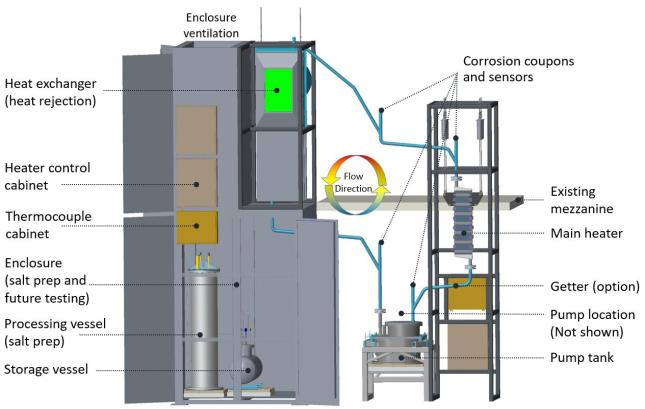 Enclosure
ventilation
Heat exchanger
(heat rejection)
Heater control
cabinet
Thermocouple
cabinet
Enclosure
(salt prep and
future testing)
Processing vessel
(salt prep)
Storage vessel
Flow
Direction
Corrosion coupons
and sensors
Existing
mezzanine
Main heater
Getter (option)
Pump location
(Not shown)
Pump tank